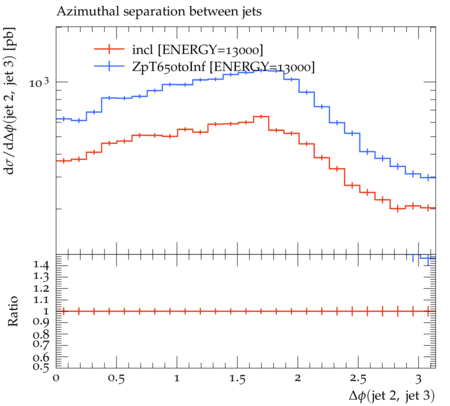 Azimuthal separation between jets
dσ/dΔϕ(jet 2, jet 3) [pb]
incl [ENERGY=13000]
ZpT650toInf [ENERGY=13000]
10³
Ratio
1.4
1.3
1.2
1.1
1
0.9
0.8
0.7
0.6
0.5
0 0.5 1 1.5 2 2.5 3
Δϕ(jet 2, jet 3)